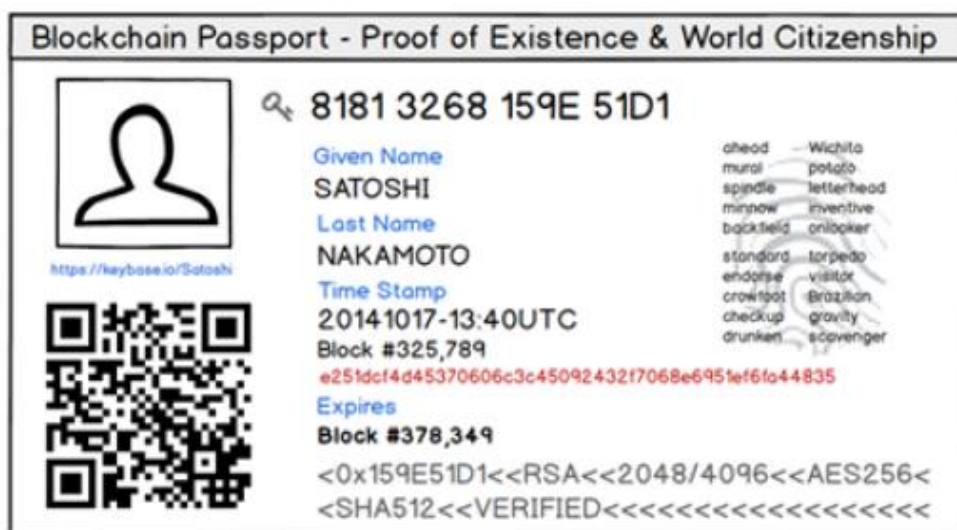 Blockchain Passport - Proof of Existence & World Citizenship
8181 3268 159E 51D1
Given Name
SATOSHI
Last Name
NAKAMOTO
https://keybase.io/Satoshi
Time Stamp
20141017-13:40UTC
Block #325,789
e251dcf4d45370606c3c45092432f7068e6951ef6fa44835
Expires
Block #378,349
ahead Wichita
mural potato
spindle letterhead
minnow inventive
backfield onlooker
standard torpedo
endorse visitor
crowfoot Brazilian
checkup gravity
drunken scavenger
<0x159E51D1<<RSA<<2048/4096<<AES256<
<SHA512<<VERIFIED<<<<<<<<<<<<<<<<<<